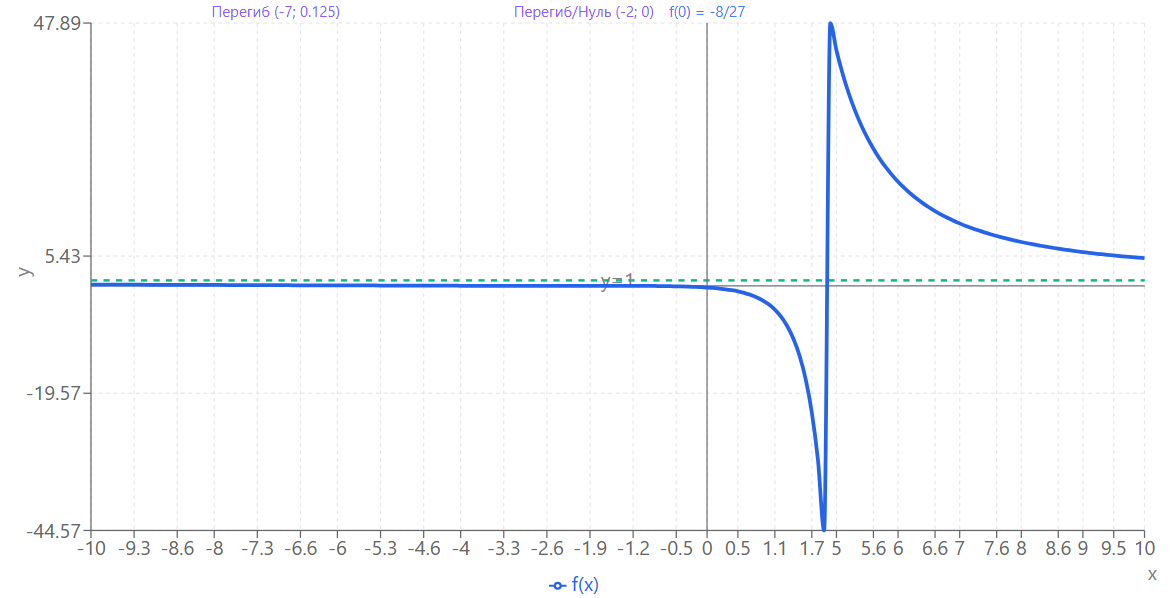 Перегиб (-7; 0.125) Перегиб/Нуль (-2; 0) f(0) = -8/27
47.89
5.43
y
y=1
-19.57
-44.57
-10 -9.3 -8.6 -8 -7.3 -6.6 -6 -5.3 -4.6 -4 -3.3 -2.6 -1.9 -1.2 -0.5 0 0.5 1.1 1.7 5 5.6 6 6.6 7 7.6 8 8.6 9 9.5 10
x
f(x)